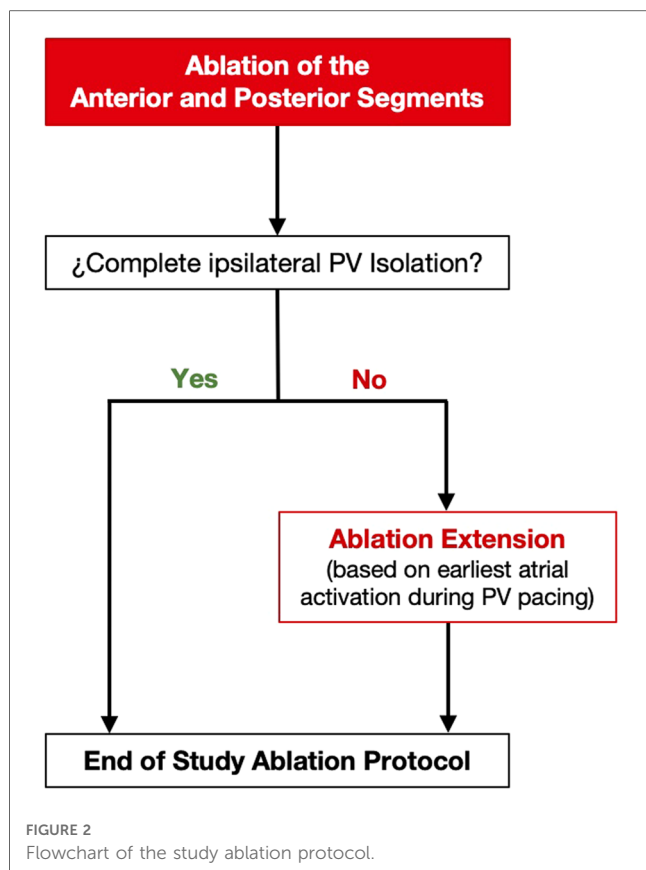 Ablation of the
Anterior and Posterior Segments
¿Complete ipsilateral PV Isolation?
Yes
No
Ablation Extension
(based on earliest atrial
activation during PV pacing)
End of Study Ablation Protocol
FIGURE 2
Flowchart of the study ablation protocol.